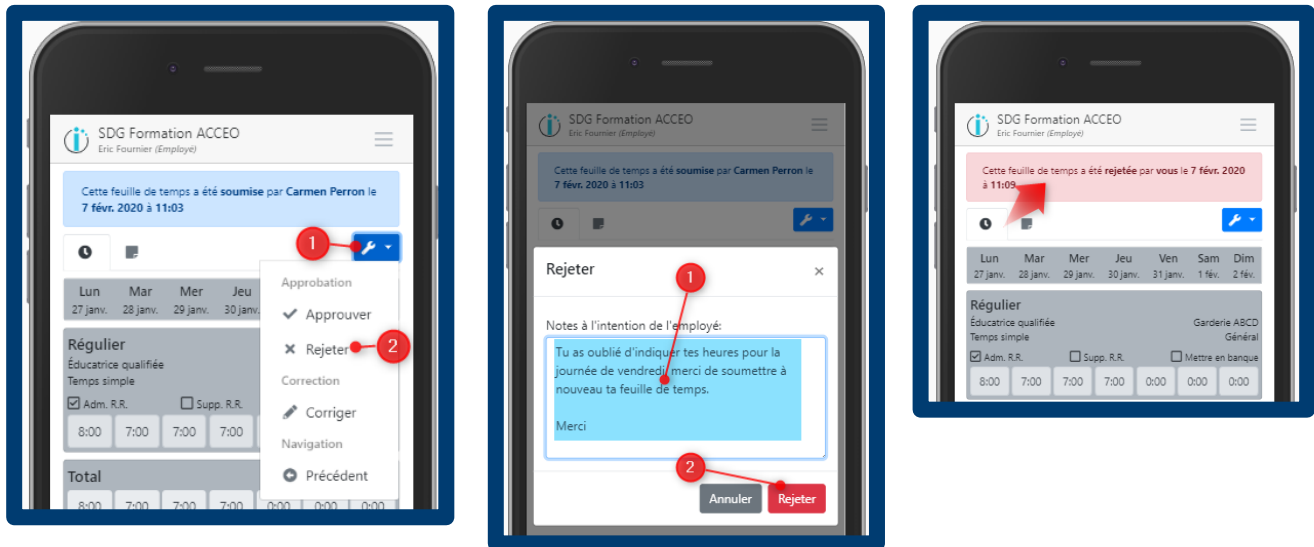 SDG Formation ACCEO
Eric Fournier (Employé)
Cette feuille de temps a été soumise par Carmen Perron le
7 févr. 2020 à 11:03
1
Lun Mar Mer Jeu
27 janv. 28 janv. 29 janv. 30 janv.
Approbation
Approuver
Rejeter
2
Correction
Corriger
Navigation
Précédent
Régulier
Éducatrice qualifiée
Temps simple
Adm. R.R. Supp. R.R.
8:00 7:00 7:00 7:00
Total
8:00 7:00 7:00 7:00 0:00 0:00 0:00
SDG Formation ACCEO
Eric Fournier (Employé)
Cette feuille de temps a été soumise par Carmen Perron le
7 févr. 2020 à 11:03
Rejeter
1
×
Notes à l'intention de l'employé:
Tu as oublié d'indiquer tes heures pour la
journée de vendredi, merci de soumettre à
nouveau ta feuille de temps.
Merci
2
Annuler Rejeter
SDG Formation ACCEO
Eric Fournier (Employé)
Cette feuille de temps a été rejetée par vous le 7 févr. 2020
à 11:09
Lun Mar Mer Jeu Ven Sam Dim
27 janv. 28 janv. 29 janv. 30 janv. 31 janv. 1 fév. 2 fév.
Régulier
Éducatrice qualifiée Garderie ABCD
Temps simple Général
Adm. R.R. Supp. R.R. Mettre en banque
8:00 7:00 7:00 7:00 0:00 0:00 0:00